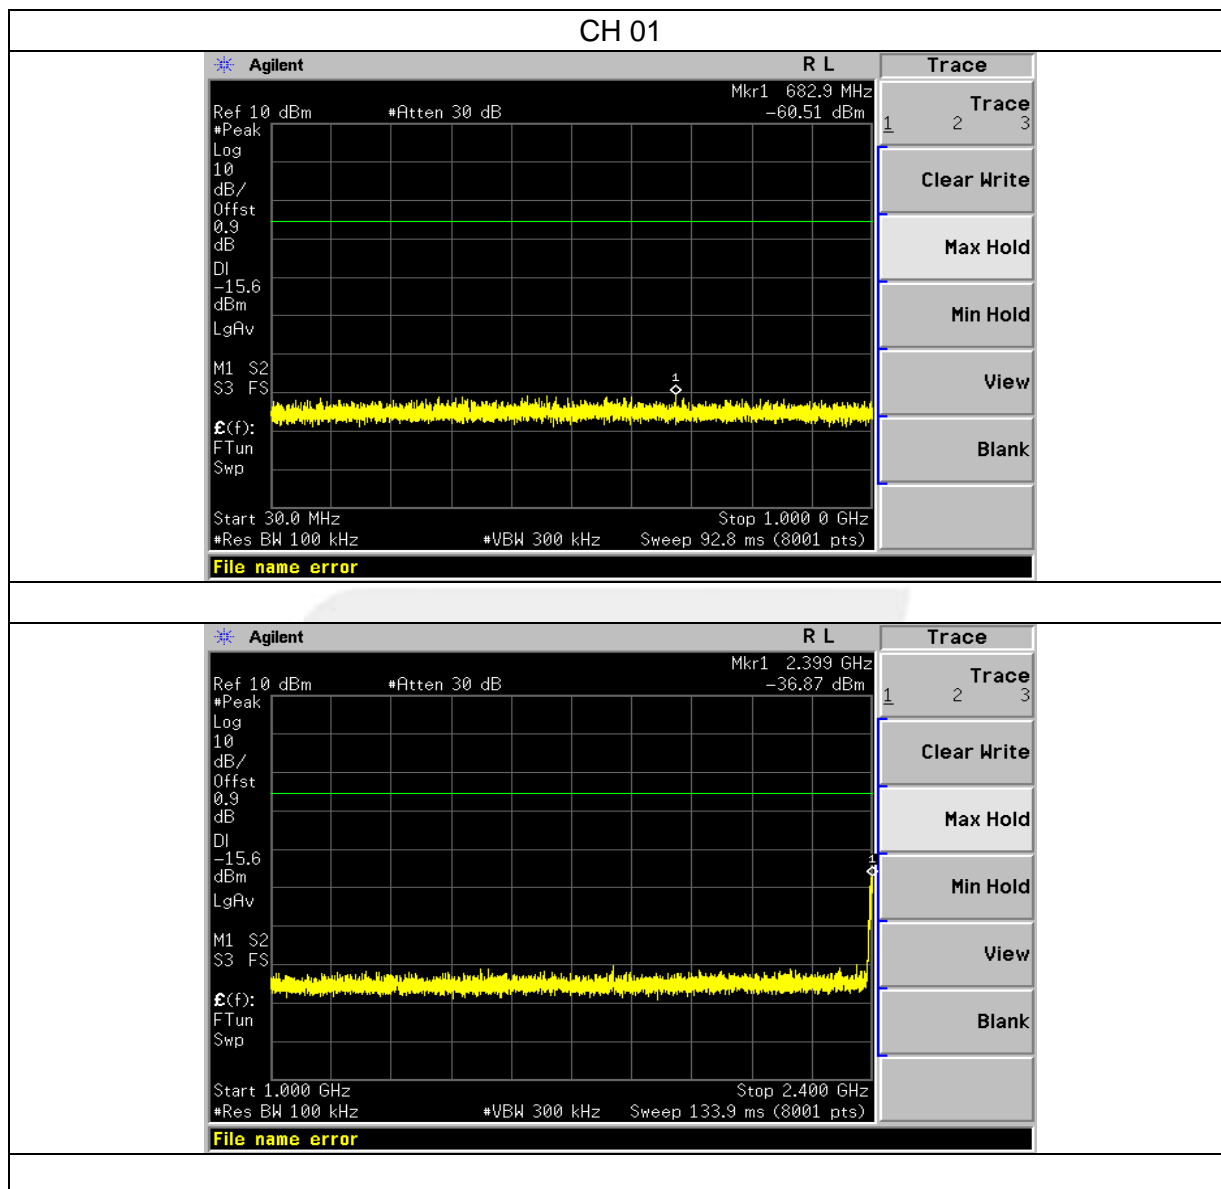 CH 01
Agilent R L Trace
Mkr1 682.9 MHz
Ref 10 dBm #Atten 30 dB -60.51 dBm
Trace
1 2 3
#Peak
Log
10
dB/
Offst
0.9
dB
DI
-15.6
dBm
LgAv
M1 S2
S3 FS
£(f):
FTun
Swp
1
Start 30.0 MHz Stop 1.000 0 GHz
#Res BW 100 kHz #VBW 300 kHz Sweep 92.8 ms (8001 pts)
File name error
Clear Write
Max Hold
Min Hold
View
Blank
Agilent R L Trace
Mkr1 2.399 GHz
Ref 10 dBm #Atten 30 dB -36.87 dBm
Trace
1 2 3
#Peak
Log
10
dB/
Offst
0.9
dB
DI
-15.6
dBm
LgAv
M1 S2
S3 FS
£(f):
FTun
Swp
1
Start 1.000 GHz Stop 2.400 GHz
#Res BW 100 kHz #VBW 300 kHz Sweep 133.9 ms (8001 pts)
File name error
Clear Write
Max Hold
Min Hold
View
Blank